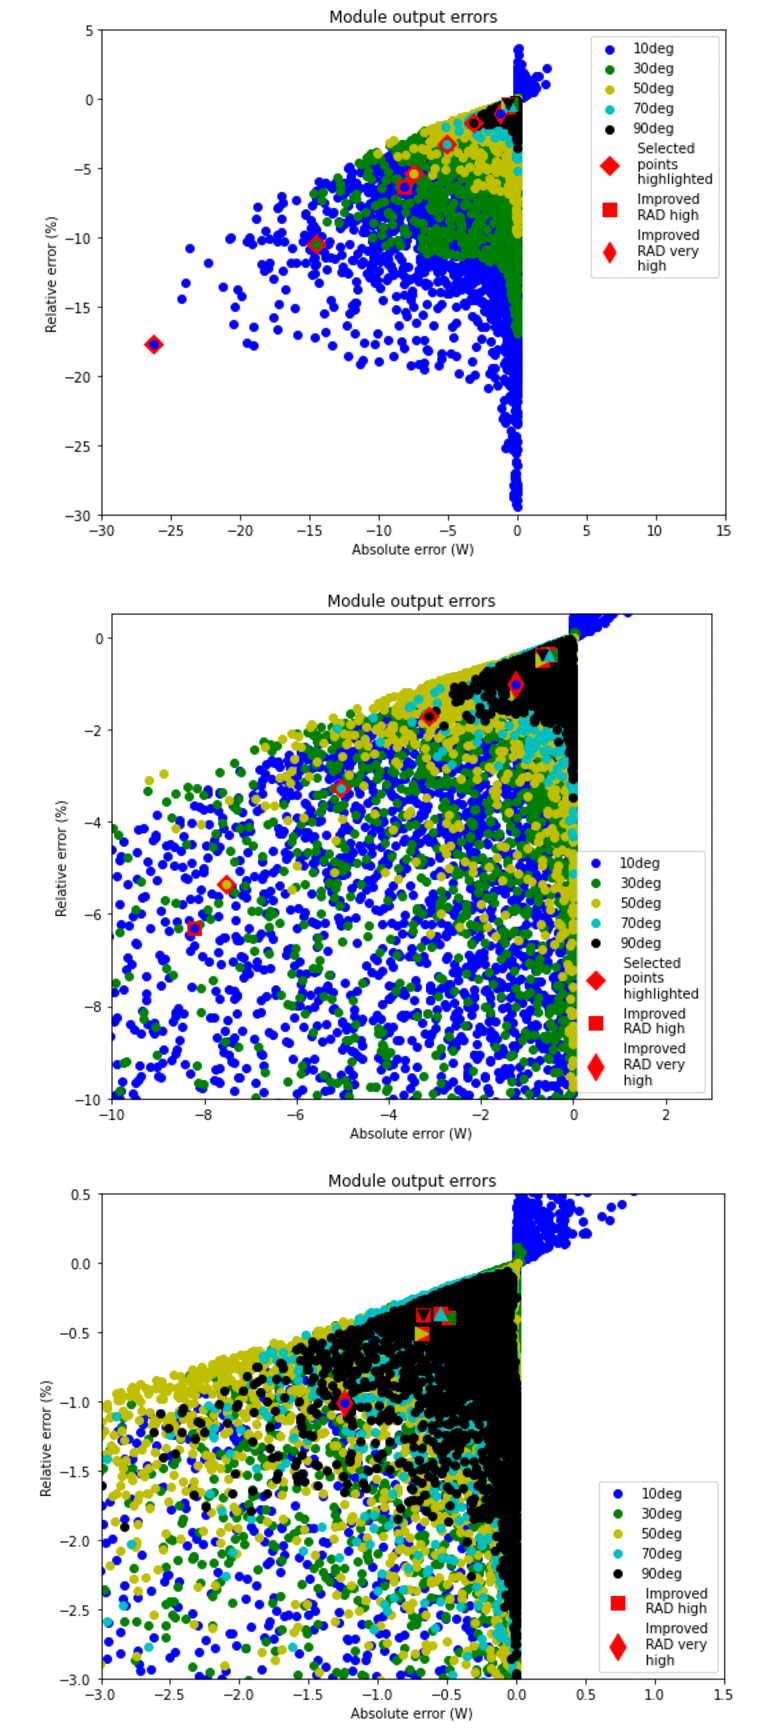 Module output errors
5
0
−5
−10
−15
−20
−25
−30
Relative error (%)
−30 −25 −20 −15 −10 −5 0 5 10 15
Absolute error (W)
10deg
30deg
50deg
70deg
90deg
Selected
points
highlighted
Improved
RAD high
Improved
RAD very
high
Module output errors
0
−2
−4
−6
−8
−10
Relative error (%)
−10 −8 −6 −4 −2 0 2
Absolute error (W)
10deg
30deg
50deg
70deg
90deg
Selected
points
highlighted
Improved
RAD high
Improved
RAD very
high
Module output errors
0.5
0.0
−0.5
−1.0
−1.5
−2.0
−2.5
−3.0
Relative error (%)
−3.0 −2.5 −2.0 −1.5 −1.0 −0.5 0.0 0.5 1.0 1.5
Absolute error (W)
10deg
30deg
50deg
70deg
90deg
Improved
RAD high
Improved
RAD very
high